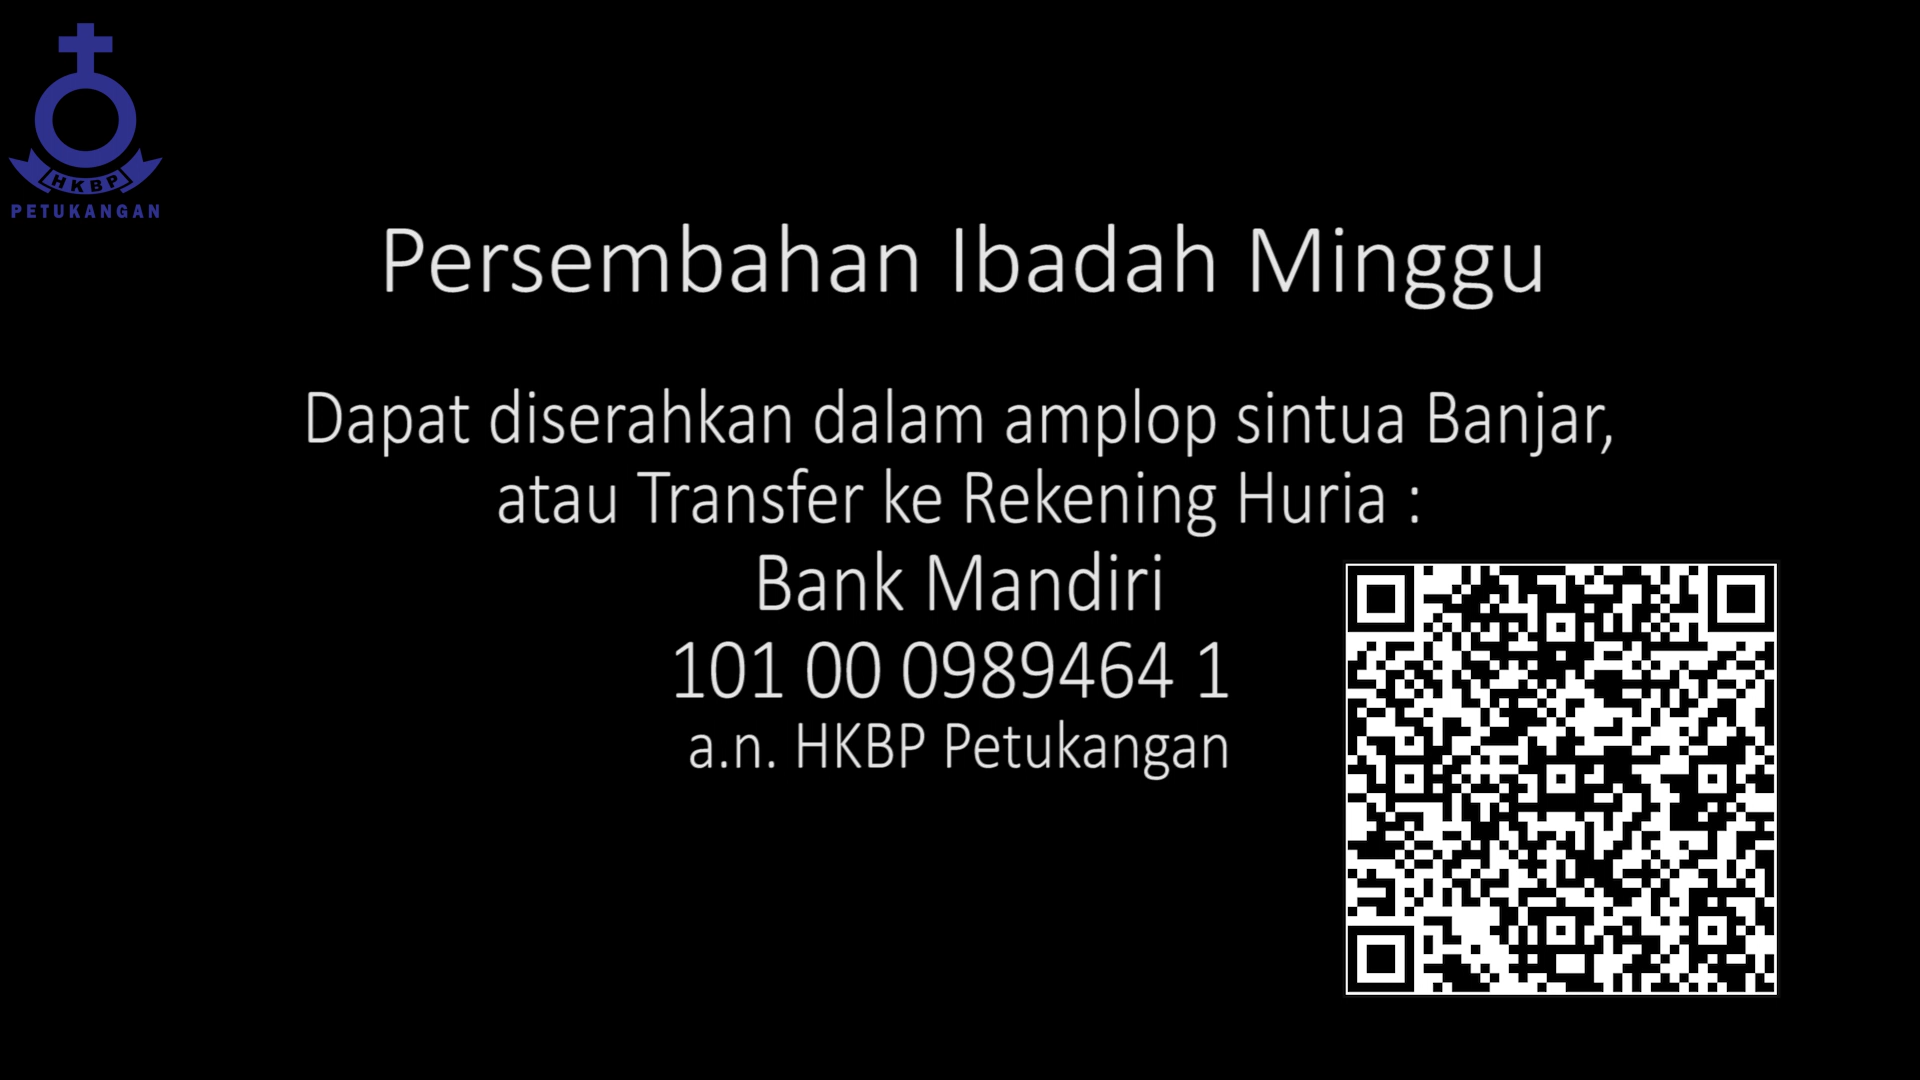 HKBP
PETUKANGAN
Persembahan Ibadah Minggu
Dapat diserahkan dalam amplop sintua Banjar,
atau Transfer ke Rekening Huria :
Bank Mandiri
101 00 0989464 1
a.n. HKBP Petukangan